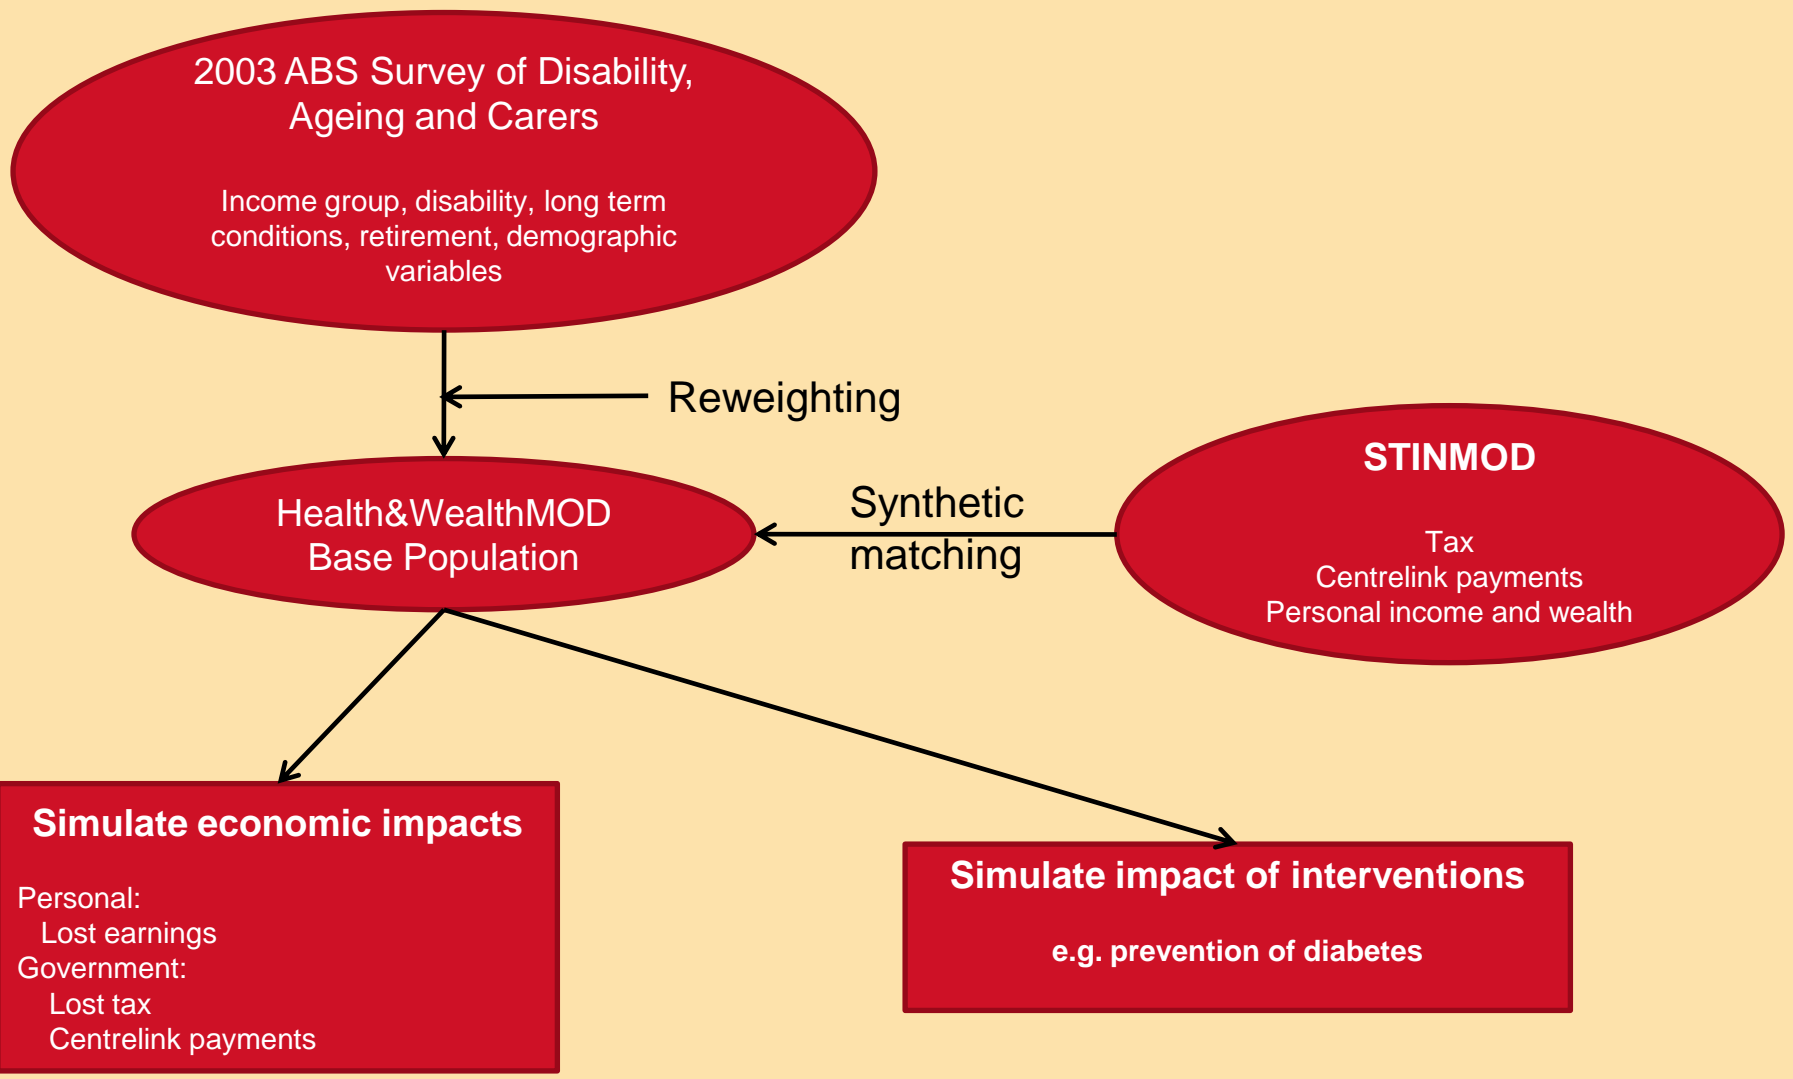 2003 ABS Survey of Disability,
Ageing and Carers
Income group, disability, long term
conditions, retirement, demographic
variables
Reweighting
Health&WealthMOD
Base Population
Synthetic
matching
STINMOD
Tax
Centrelink payments
Personal income and wealth
Simulate economic impacts
Personal:
Lost earnings
Government:
Lost tax
Centrelink payments
Simulate impact of interventions
e.g. prevention of diabetes